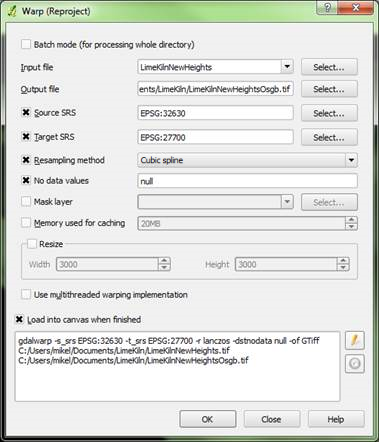 Warp (Reproject)
Batch mode (for processing whole directory)
Input file LimeKilnNewHeights Select...
Output file ents/LimeKiln/LimeKilnNewHeightsOsgb.tif Select...
Source SRS EPSG:32630 Select...
Target SRS EPSG:27700 Select...
Resampling method Cubic spline
No data values null
Mask layer Select...
Memory used for caching 20MB
Resize
Width 3000 Height 3000
Use multithreaded warping implementation
Load into canvas when finished
gdalwarp -s_srs EPSG:32630 -t_srs EPSG:27700 -r lanczos -dstnodata null -of GTiff
C:/Users/mikel/Documents/LimeKiln/LimeKilnNewHeights.tif
C:/Users/mikel/Documents/LimeKiln/LimeKilnNewHeightsOsgb.tif
OK Close Help